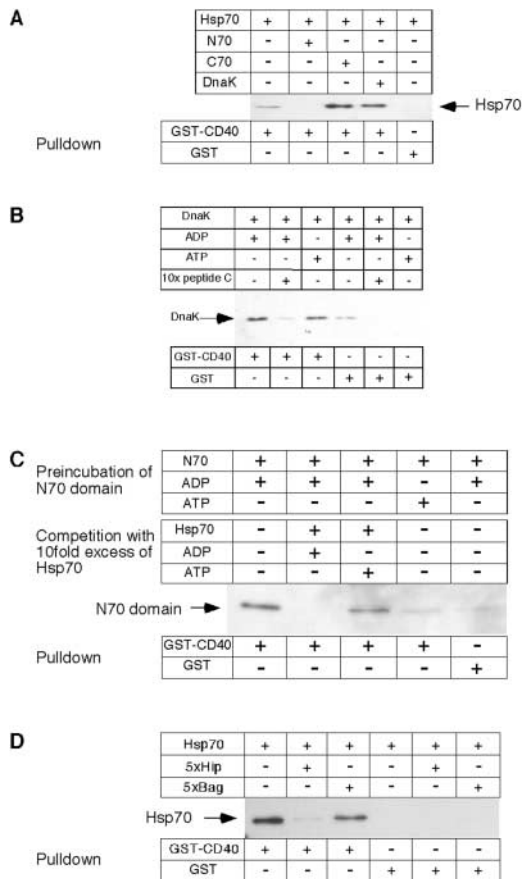 A
Hsp70 + + + + +
N70 - + - - -
C70 - - + - -
DnaK - - - + -
Hsp70
Pulldown
GST-CD40 + + + + -
GST - - - - +
B
DnaK + + + + + +
ADP + + - + + -
ATP - - + - - +
10x peptide C - + - - + -
DnaK
GST-CD40 + + + - - -
GST - - - + + +
C
Preincubation of
N70 domain
N70 + + + + +
ADP + + + - +
ATP - - - + -
Competition with
10fold excess of
Hsp70
Hsp70 - + + - -
ADP - + - - -
ATP - - + - -
N70 domain
Pulldown
GST-CD40 + + + + -
GST - - - - +
D
Hsp70 + + + + + +
5xHip - + - - + -
5xBag - - + - - +
Hsp70
Pulldown
GST-CD40 + + + - - -
GST - - - + + +